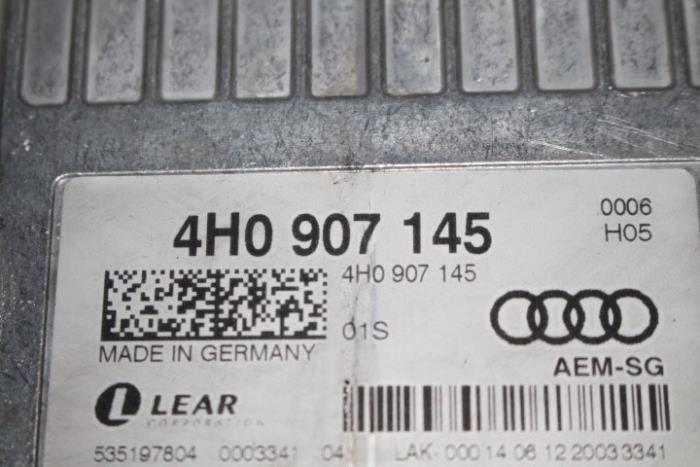 4H0 907 145
0006
H05
4H0 907 145
01S
MADE IN GERMANY
AEM-SG
LEAR
CORPORATION
535197804 0003341 04
LAK- 000 14 06 12 2003 3341